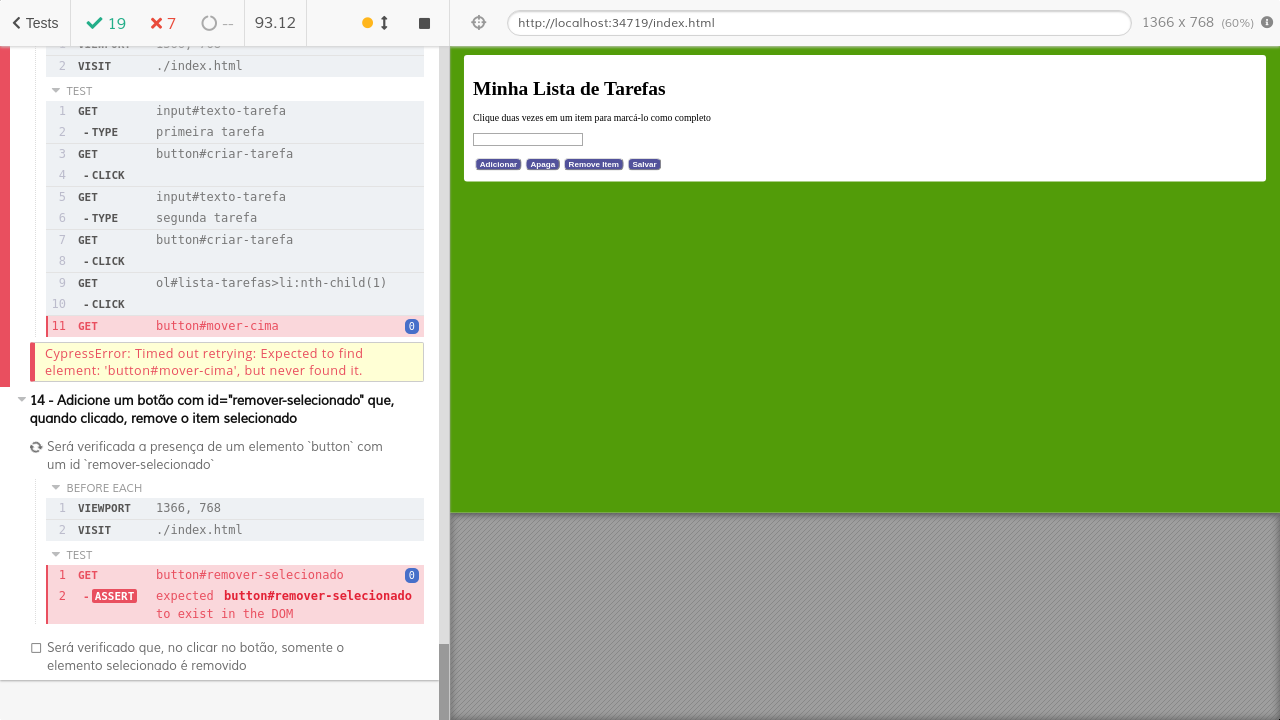 Tests
19
7
--
93.12
http://localhost:34719/index.html
1366 x 768 (60%)
1 VIEWPORT 1366, 768
2 VISIT ./index.html
TEST
1 GET input#texto-tarefa
2 - TYPE primeira tarefa
3 GET button#criar-tarefa
4 - CLICK
5 GET input#texto-tarefa
6 - TYPE segunda tarefa
7 GET button#criar-tarefa
8 - CLICK
9 GET ol#lista-tarefas>li:nth-child(1)
10 - CLICK
11 GET button#mover-cima 0
CypressError: Timed out retrying: Expected to find
element: 'button#mover-cima', but never found it.
14 - Adicione um botão com id="remover-selecionado" que,
quando clicado, remove o item selecionado
Será verificada a presença de um elemento `button` com
um id `remover-selecionado`
BEFORE EACH
1 VIEWPORT 1366, 768
2 VISIT ./index.html
TEST
1 GET button#remover-selecionado 0
2 - ASSERT expected button#remover-selecionado
to exist in the DOM
Será verificado que, no clicar no botão, somente o
elemento selecionado é removido
Minha Lista de Tarefas
Clique duas vezes em um item para marcá-lo como completo
Adicionar Apaga Remove Item Salvar